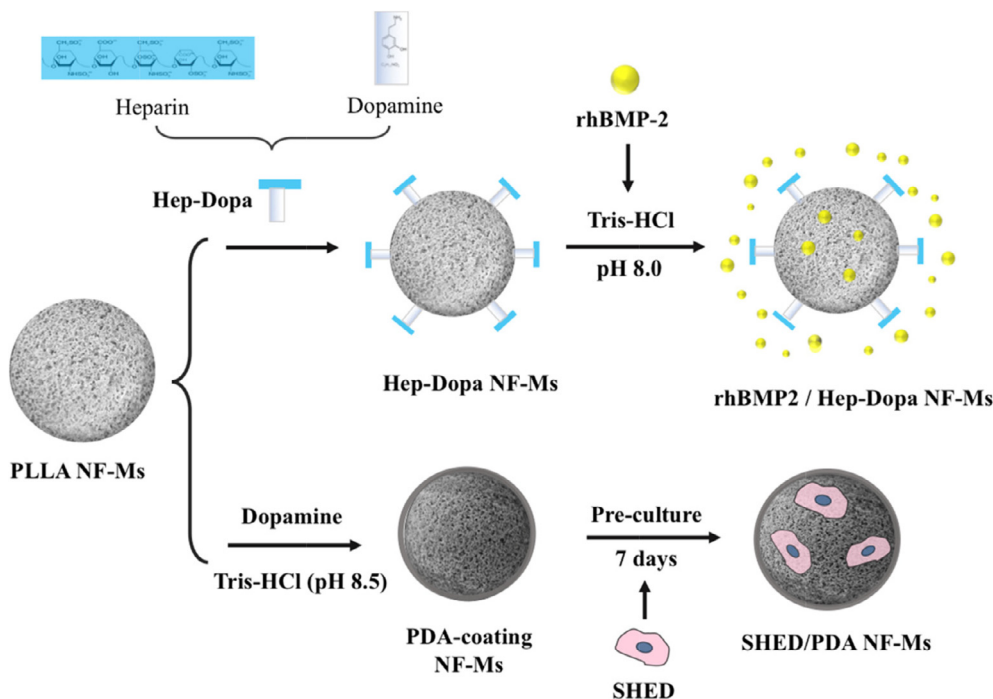 Heparin
Dopamine
rhBMP-2
Hep-Dopa
Tris-HCl
pH 8.0
Hep-Dopa NF-Ms
rhBMP2 / Hep-Dopa NF-Ms
PLLA NF-Ms
Dopamine
Tris-HCl (pH 8.5)
Pre-culture
7 days
PDA-coating
NF-Ms
SHED
SHED/PDA NF-Ms